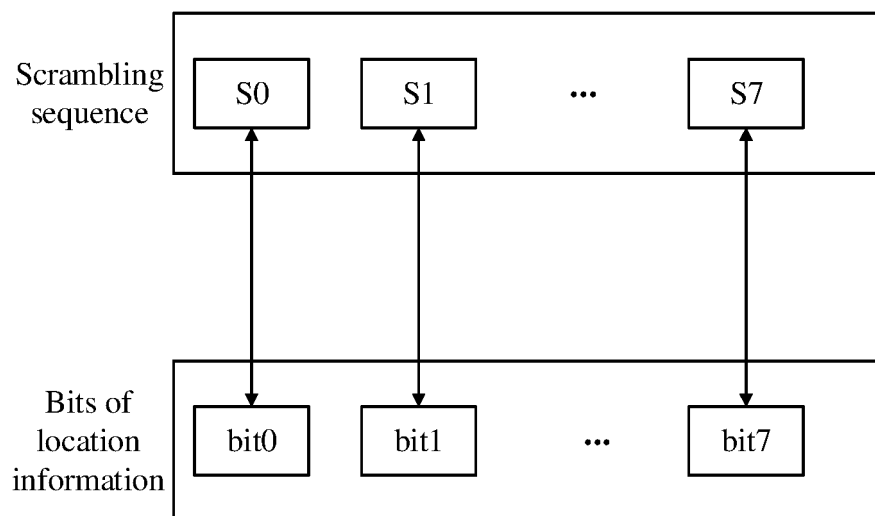 Scrambling
sequence
S0 S1 ... S7
Bits of
location
information
bit0 bit1 ... bit7